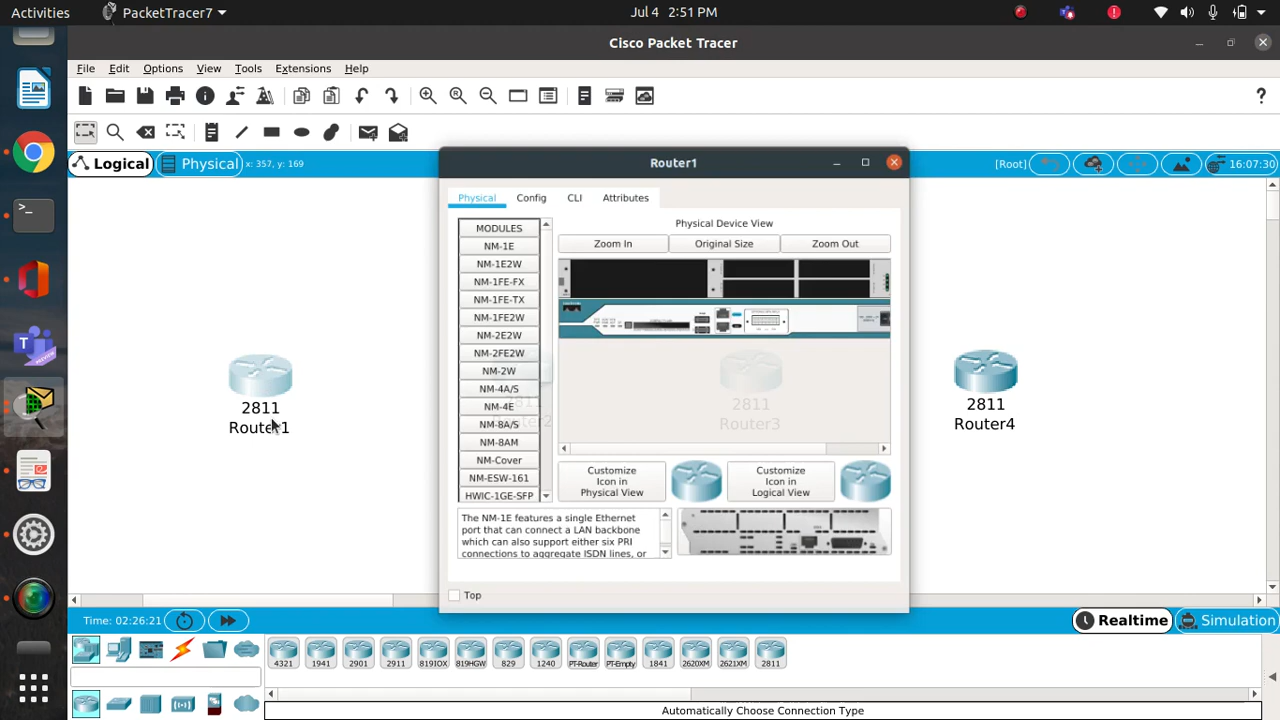 Activities PacketTracer7 Jul 4 2:51 PM
Cisco Packet Tracer
File Edit Options View Tools Extensions Help
?
Logical Physical x: 357, y: 169 [Root] 16:07:30
Router1
Physical Config CLI Attributes
MODULES
NM-1E
NM-1E2W
NM-1FE-FX
NM-1FE-TX
NM-1FE2W
NM-2E2W
NM-2FE2W
NM-2W
NM-4A/S
NM-4E
NM-8A/S
NM-8AM
NM-Cover
NM-ESW-161
HWIC-1GE-SFP
Physical Device View
Zoom In Original Size Zoom Out
Customize
Icon in
Physical View
Customize
Icon in
Logical View
The NM-1E features a single Ethernet
port that can connect a LAN backbone
which can also support either six PRI
connections to aggregate ISDN lines, or
Top
2811
Router1
2811
Router2
2811
Router3
2811
Router4
Time: 02:26:21 Realtime Simulation
4321 1941 2901 2911 819IOX 819HGW 829 1240 PT-Router PT-Empty 1841 2620XM 2621XM 2811
Automatically Choose Connection Type